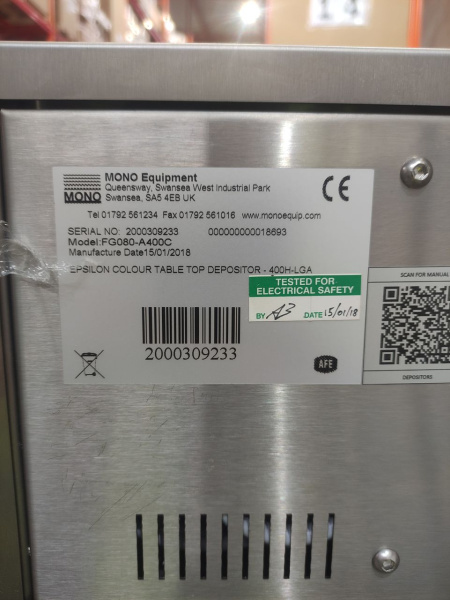 MONO
MONO Equipment
Queensway, Swansea West Industrial Park
Swansea, SA5 4EB UK
CE
Tel 01792 561234 Fax 01792 561016 www.monoequip.com
SERIAL NO: 2000309233 000000000018693
Model:FG080-A400C
Manufacture Date15/01/2018
EPSILON COLOUR TABLE TOP DEPOSITOR - 400H-LGA
TESTED FOR
ELECTRICAL SAFETY
BY A3 DATE 15/01/18
2000309233
AFE
SCAN FOR MANUAL
DEPOSITORS